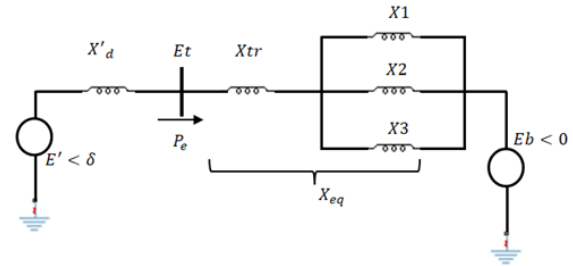 X1
X'd Et Xtr X2
X3
Pe
E' < δ Eb < 0
Xeq